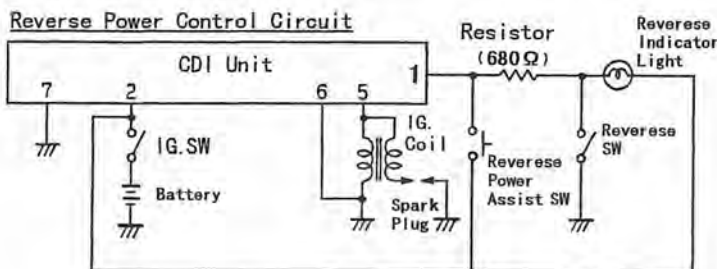 Reverse Power Control Circuit
Resistor
(680Ω)
Reverese
Indicator
Light
CDI Unit
1
7
2
6
5
IG.SW
IG.
Coil
Reverese
SW
Reverese
Power
Assist SW
Battery
Spark
Plug